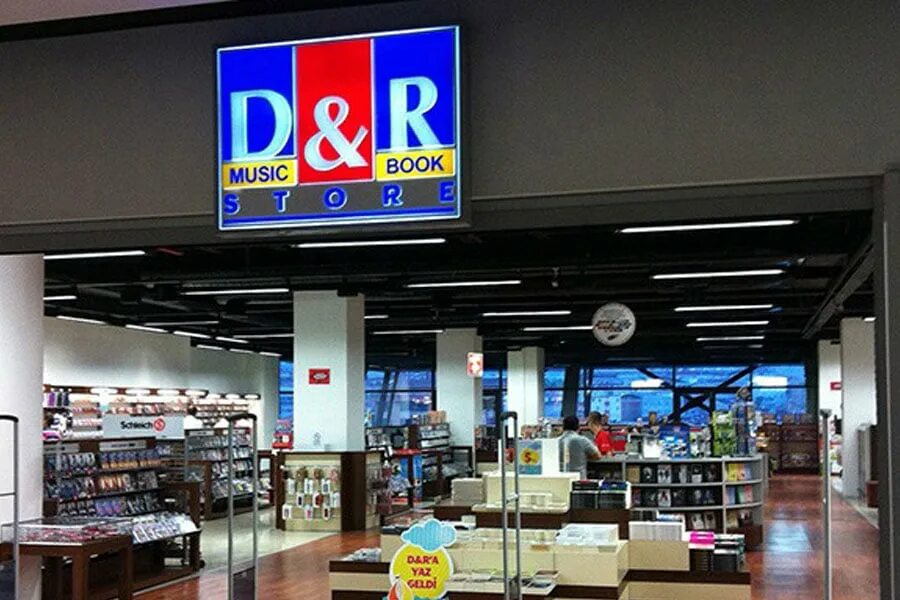 D&R
MUSIC BOOK
STORE
Schleich S
D&R'A
YAZ
GELDİ